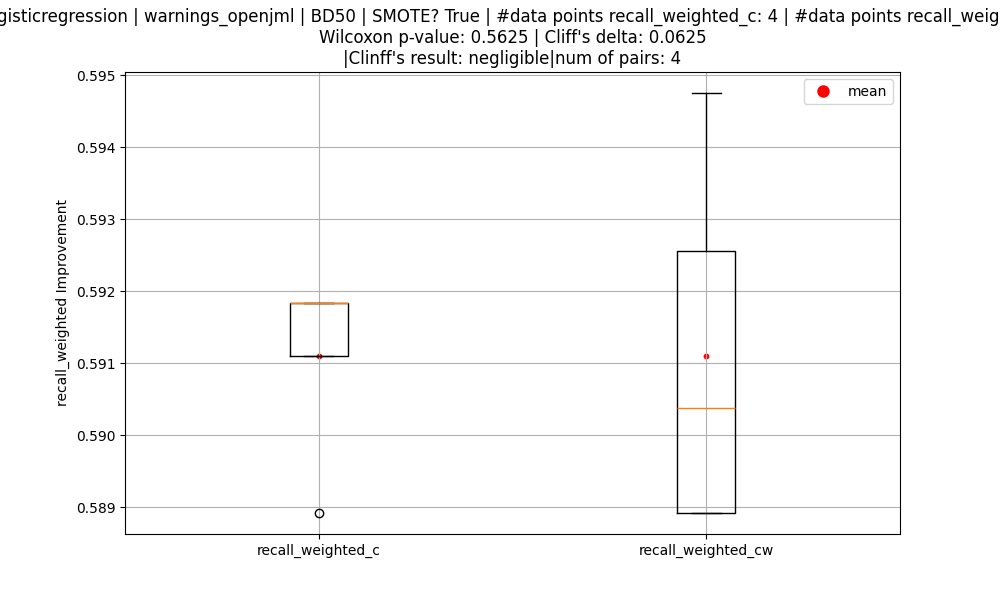 | warnings_openjml | BD50 | SMOTE? True | #data points recall_weighted_c: 4 | #data points
Wilcoxon p-value: 0.5625 | Cliff's delta: 0.0625
|Clinff's result: negligible|num of pairs: 4
mean
0.595
0.594
0.593
0.592
0.591
0.590
0.589
recall_weighted Improvement
recall_weighted_c
recall_weighted_cw